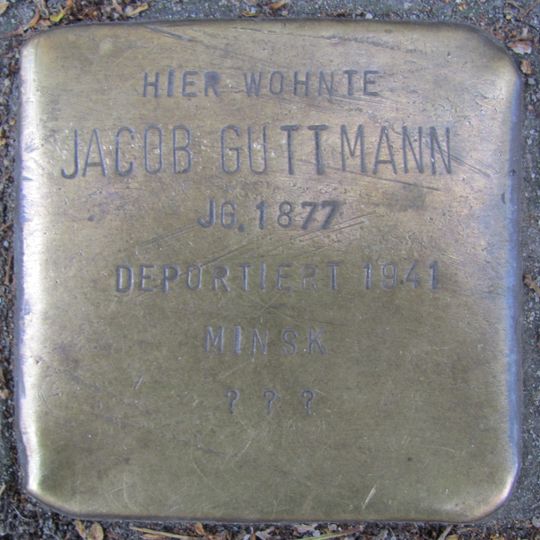 HIER WOHNTE
JACOB GUTTMANN
JG. 1877
DEPORTIERT 1941
MINSK
? ? ?